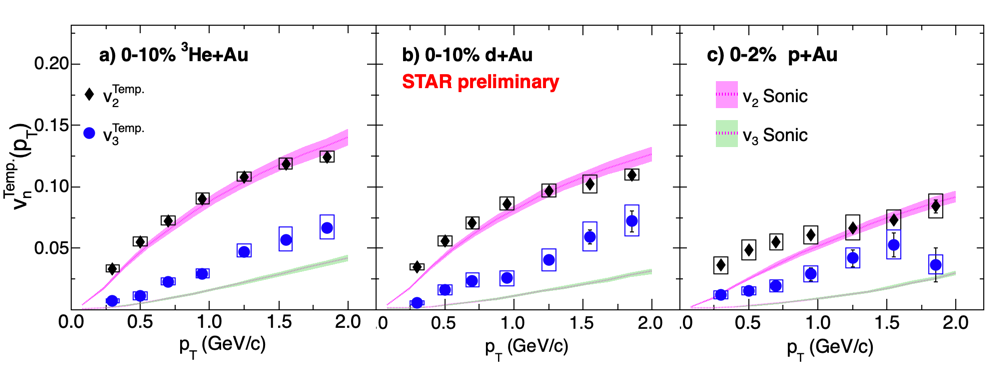 a) 0-10% ³He+Au
b) 0-10% d+Au
c) 0-2% p+Au
STAR preliminary
v₂^Temp.
v₃^Temp.
v₂ Sonic
v₃ Sonic
vₙ^Temp.(p_T)
0.20
0.15
0.10
0.05
0.0 0.5 1.0 1.5 2.0
.0 0.5 1.0 1.5 2.0
.0 0.5 1.0 1.5 2.0
p_T (GeV/c)
p_T (GeV/c)
p_T (GeV/c)